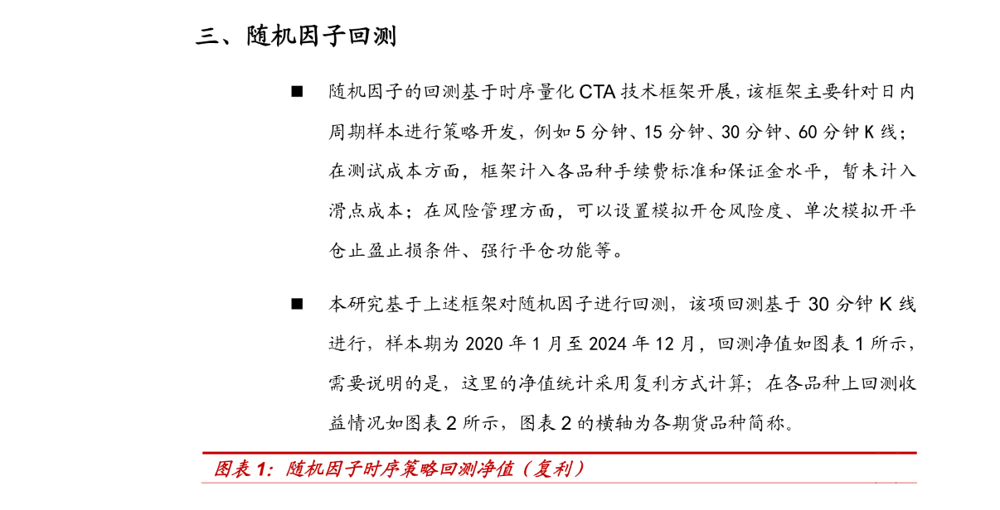 三、随机因子回测
■ 随机因子的回测基于时序量化 CTA 技术框架开展，该框架主要针对日内
周期样本进行策略开发，例如 5 分钟、15 分钟、30 分钟、60 分钟 K 线；
在测试成本方面，框架计入各品种手续费标准和保证金水平，暂未计入
滑点成本；在风险管理方面，可以设置模拟开仓风险度、单次模拟开平
仓止盈止损条件、强行平仓功能等。
■ 本研究基于上述框架对随机因子进行回测，该项回测基于 30 分钟 K 线
进行，样本期为 2020 年 1 月至 2024 年 12 月，回测净值如图表 1 所示，
需要说明的是，这里的净值统计采用复利方式计算；在各品种上回测收
益情况如图表 2 所示，图表 2 的横轴为各期货品种简称。
图表 1：随机因子时序策略回测净值（复利）